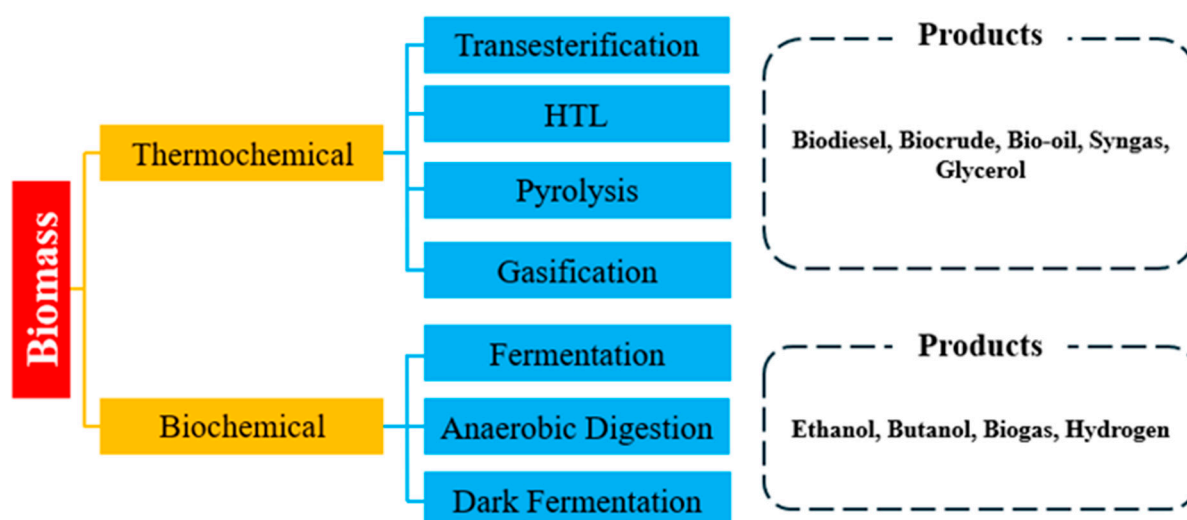 Biomass
Thermochemical
Transesterification
HTL
Pyrolysis
Gasification
Products
Biodiesel, Biocrude, Bio-oil, Syngas,
Glycerol
Biochemical
Fermentation
Anaerobic Digestion
Dark Fermentation
Products
Ethanol, Butanol, Biogas, Hydrogen